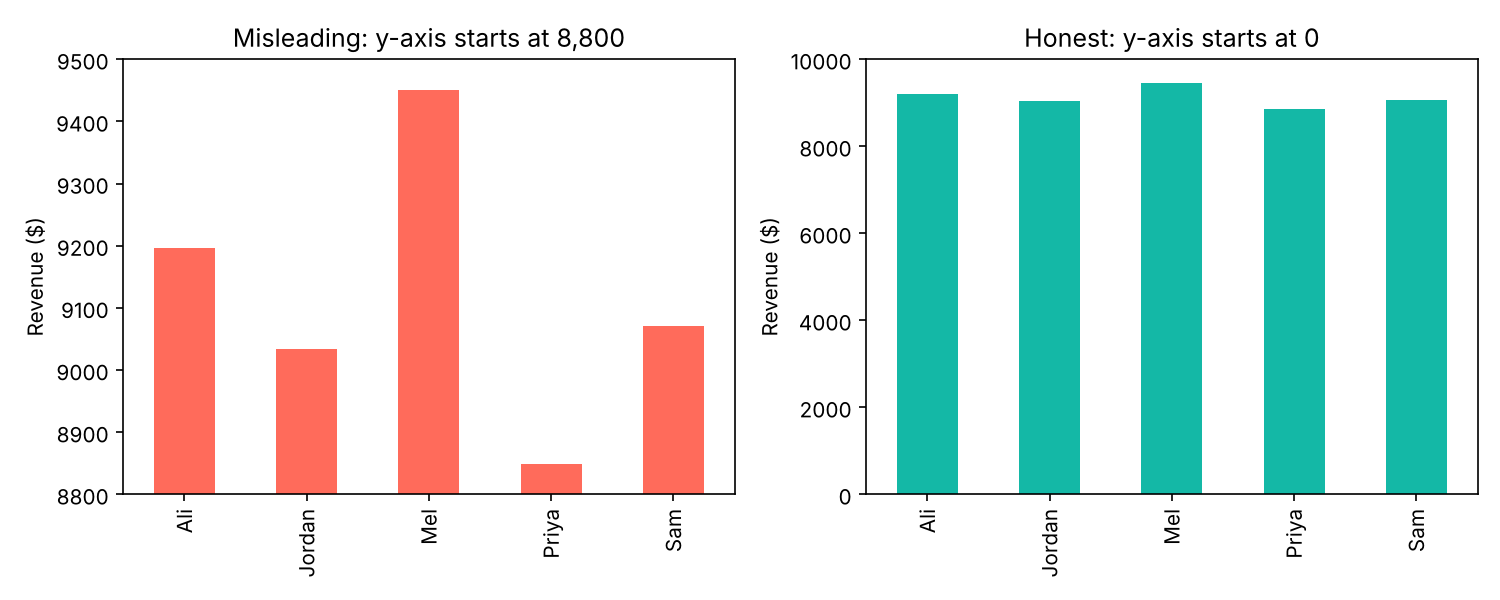 Misleading: y-axis starts at 8,800
Revenue ($)
9500
9400
9300
9200
9100
9000
8900
8800
Ali
Jordan
Mel
Priya
Sam
Honest: y-axis starts at 0
Revenue ($)
10000
8000
6000
4000
2000
0
Ali
Jordan
Mel
Priya
Sam